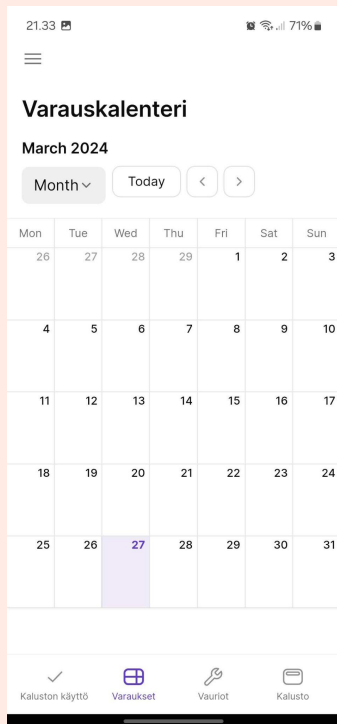 21.33 71%
Varauskalenteri
March 2024
Month Today
Mon Tue Wed Thu Fri Sat Sun
26 27 28 29 1 2 3
4 5 6 7 8 9 10
11 12 13 14 15 16 17
18 19 20 21 22 23 24
25 26 27 28 29 30 31
Kaluston käyttö Varaukset Vauriot Kalusto